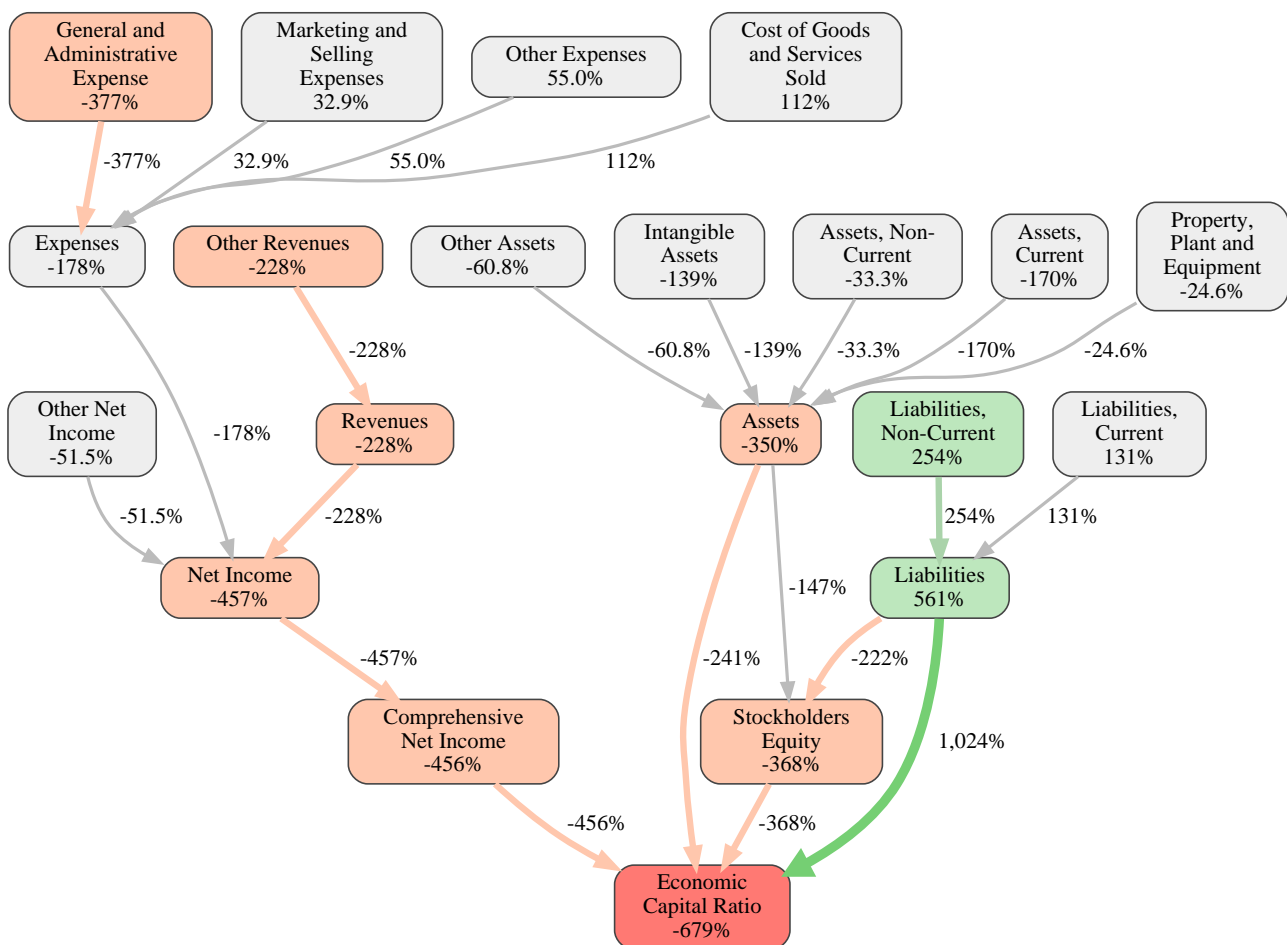 General and
Administrative
Expense
-377%
Marketing and
Selling
Expenses
32.9%
Other Expenses
55.0%
Cost of Goods
and Services
Sold
112%
-377%
32.9%
55.0%
112%
Expenses
-178%
Other Revenues
-228%
Other Assets
-60.8%
Intangible
Assets
-139%
Assets, Non-
Current
-33.3%
Assets,
Current
-170%
Property,
Plant and
Equipment
-24.6%
-228%
-60.8%
-139%
-33.3%
-170%
-24.6%
Other Net
Income
-51.5%
-178%
Revenues
-228%
Assets
-350%
Liabilities,
Non-Current
254%
Liabilities,
Current
131%
-51.5%
-228%
254%
131%
Net Income
-457%
-147%
Liabilities
561%
-457%
-241%
-222%
Comprehensive
Net Income
-456%
Stockholders
Equity
-368%
1,024%
-456%
-368%
Economic
Capital Ratio
-679%